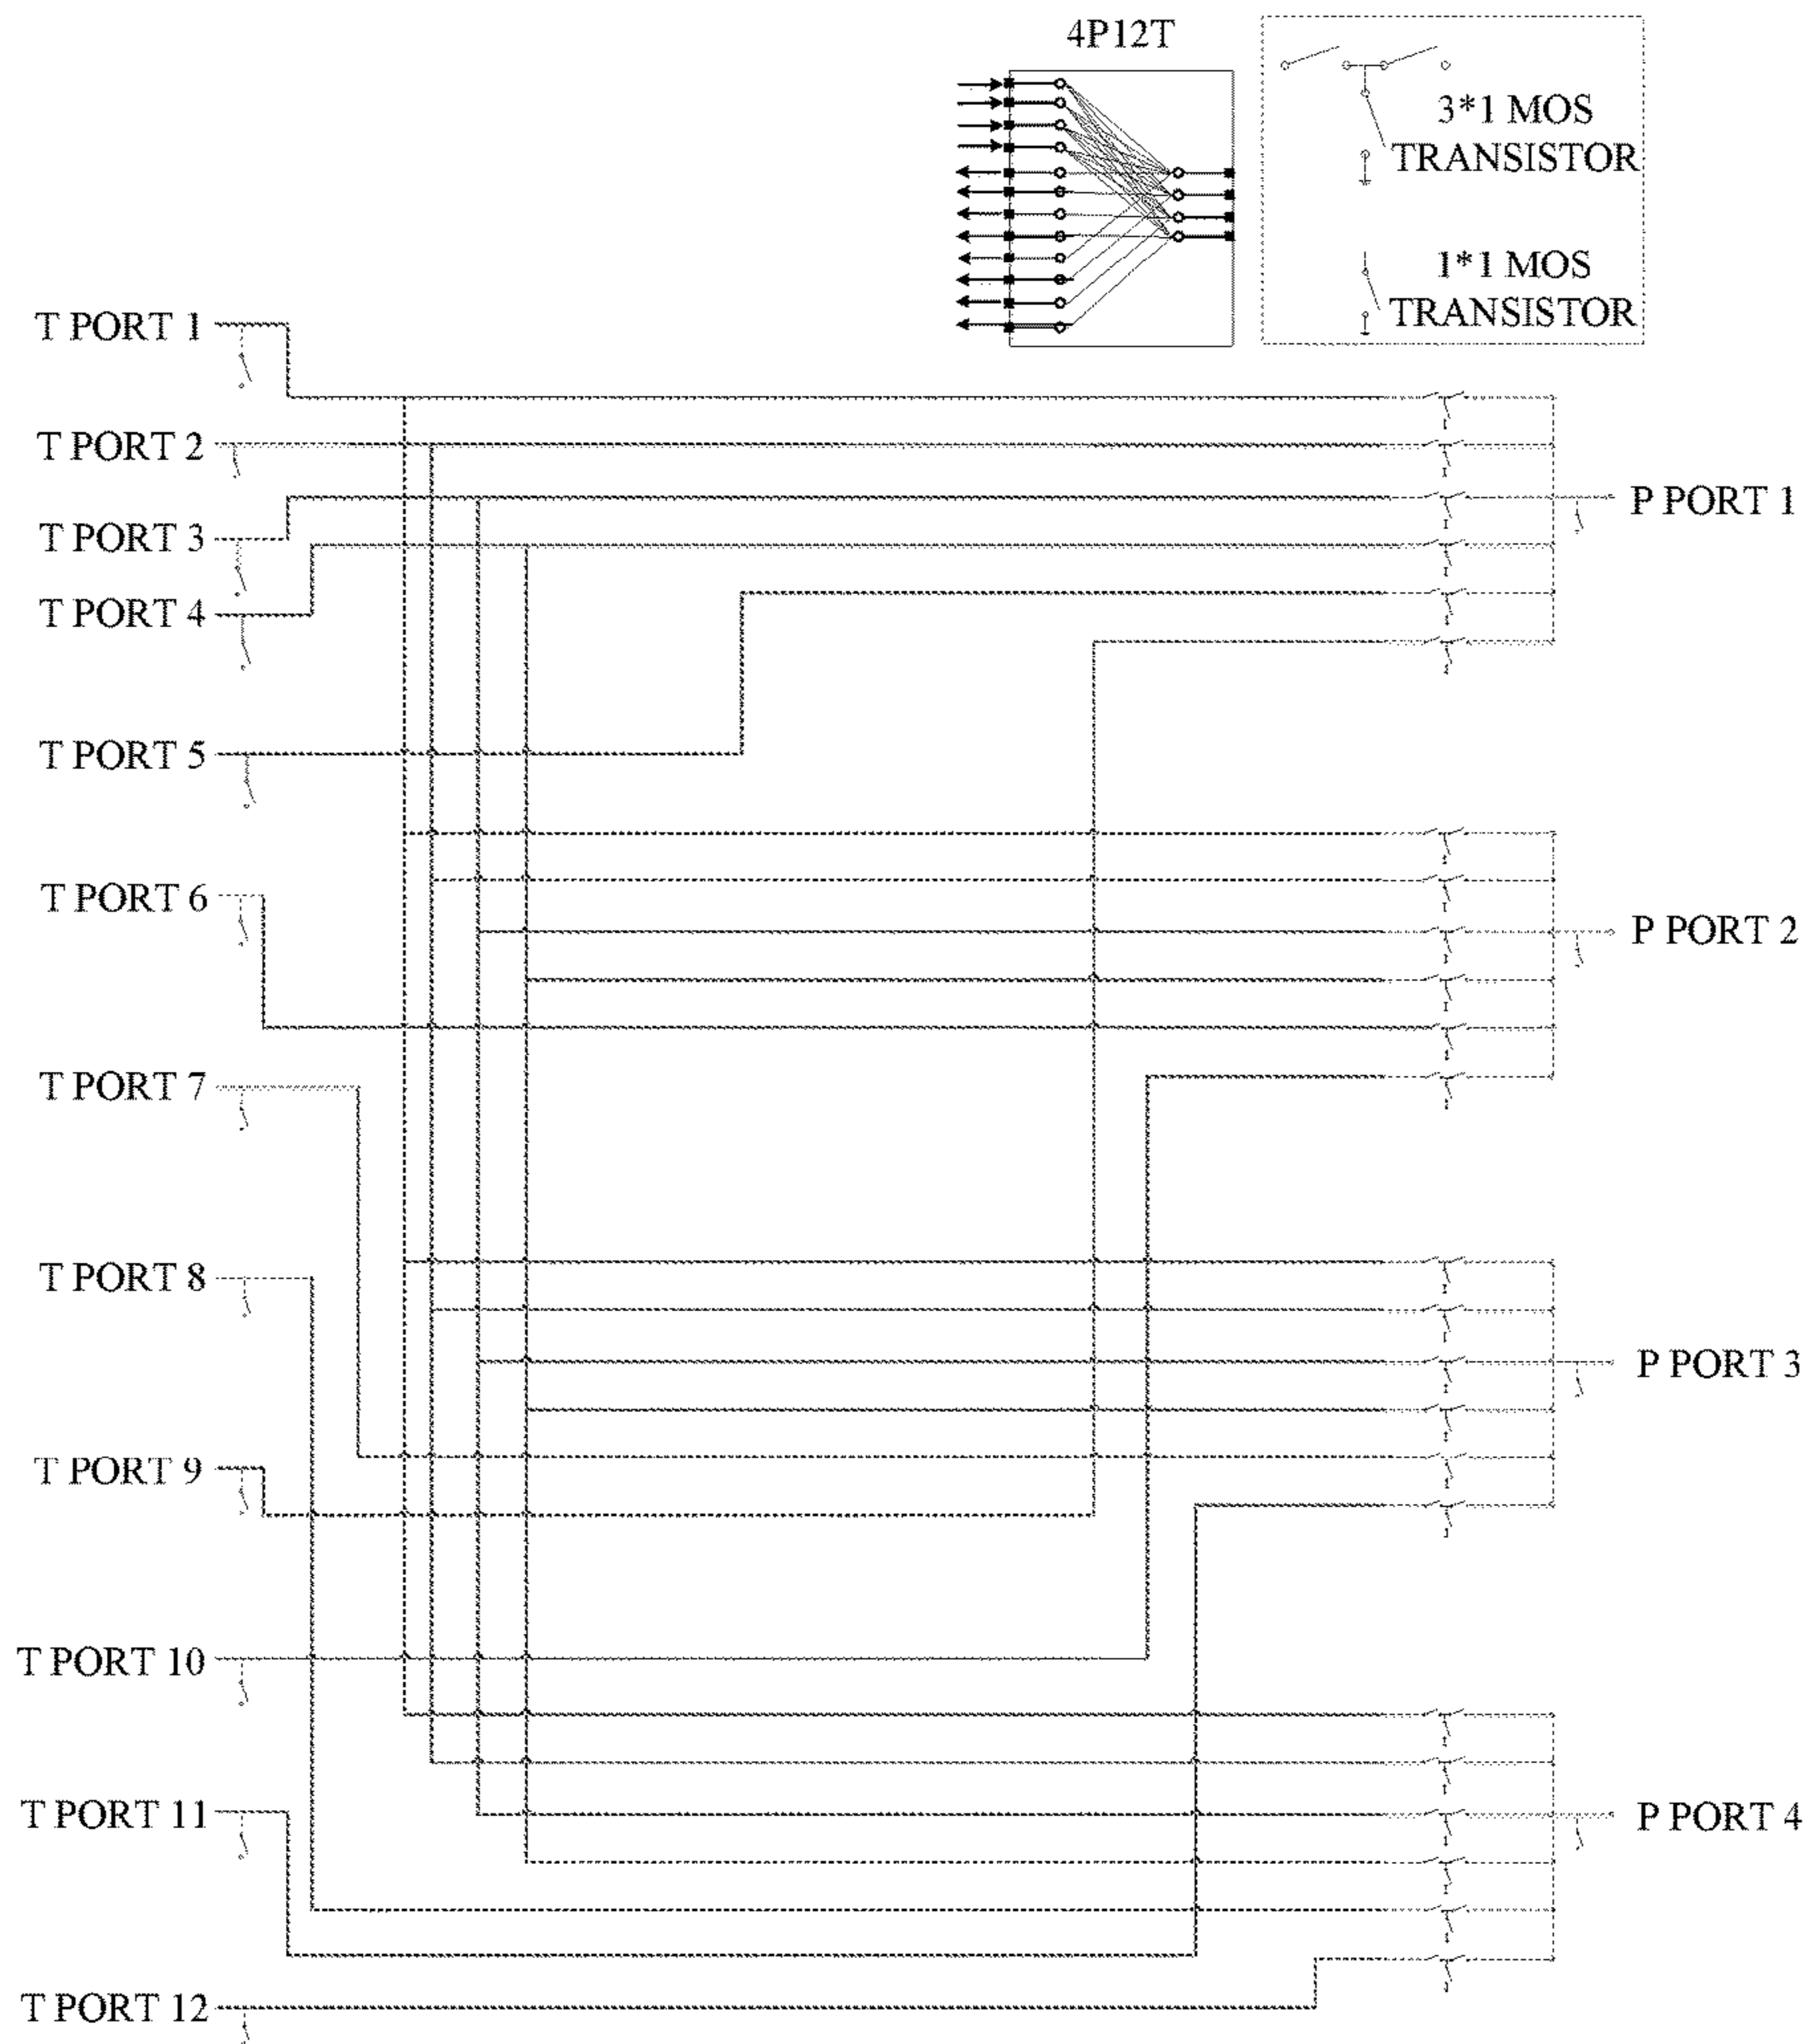 4P12T
3*1 MOS
TRANSISTOR
1*1 MOS
TRANSISTOR
T PORT 1
T PORT 2
P PORT 1
T PORT 3
T PORT 4
T PORT 5
T PORT 6
P PORT 2
T PORT 7
T PORT 8
P PORT 3
T PORT 9
T PORT 10
T PORT 11
P PORT 4
T PORT 12